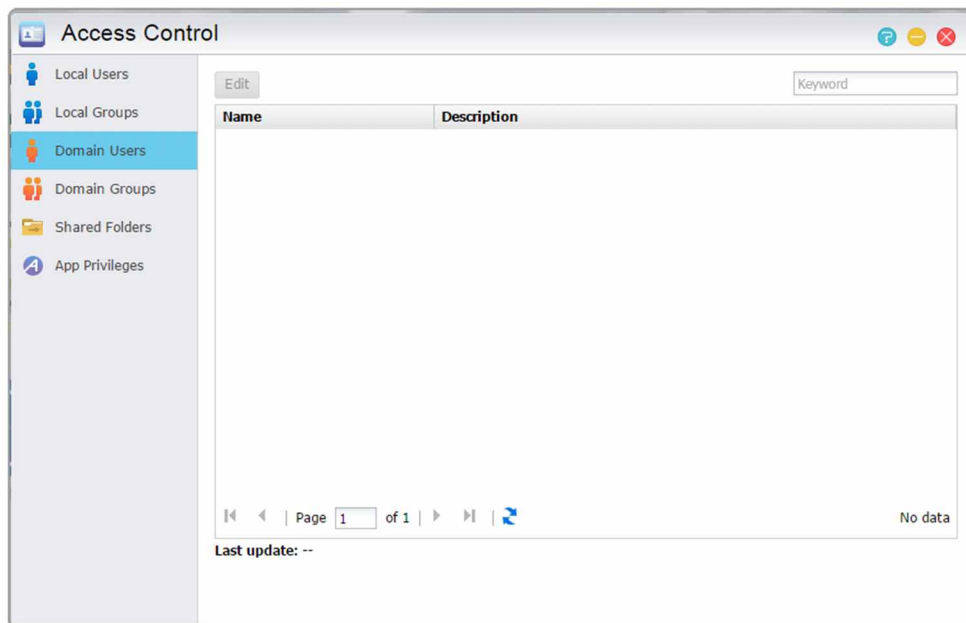 Access Control
Local Users
Local Groups
Domain Users
Domain Groups
Shared Folders
App Privileges
Edit
Keyword
Name Description
Page 1 of 1
No data
Last update: --